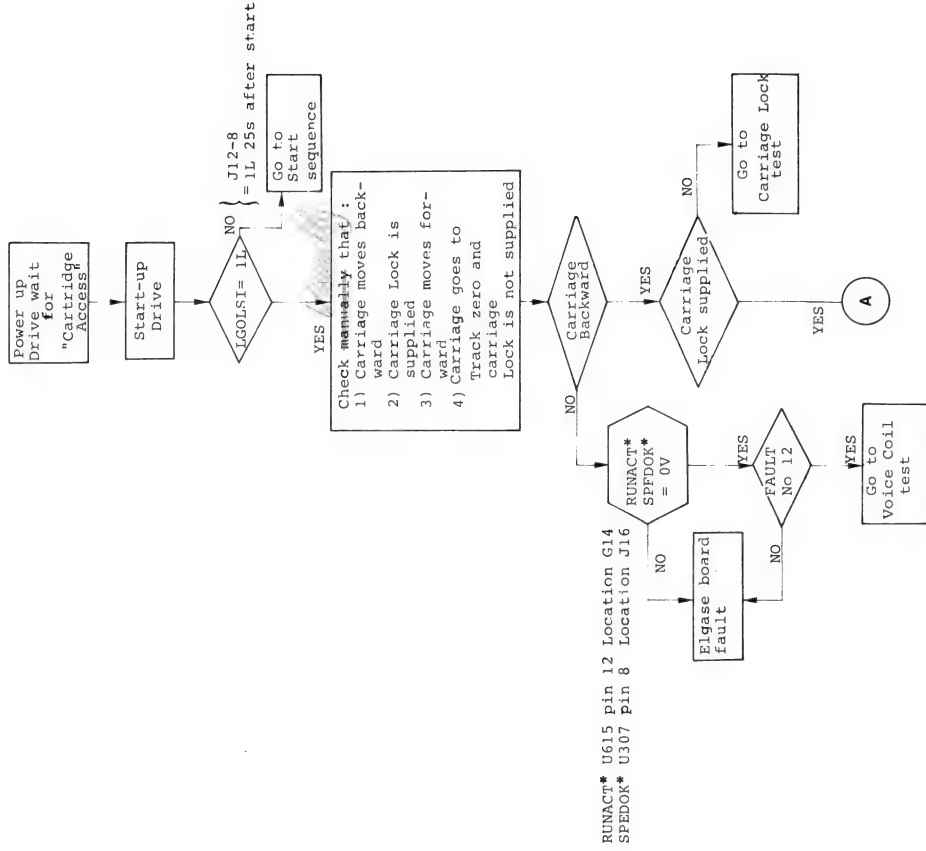 Power up
Drive wait
for
"Cartridge
Access"
Start-up
Drive
LGOLSI= 1L
NO
J12-8
= 1L 25s after start
Go to
Start
sequence
YES
Check manually that :
1) Carriage moves back-
ward
2) Carriage Lock is
supplied
3) Carriage moves for-
ward
4) Carriage goes to
Track zero and
carriage
Lock is not supplied
Carriage
Backward
NO
YES
RUNACT*
SPFDOK*
= 0V
RUNACT* U615 pin 12 Location G14
SPEDOK* U307 pin 8 Location J16
NO
YES
Elgase board
fault
FAULT
No 12
NO
YES
Go to
Voice Coil
test
Carriage
Lock supplied
NO
Go to
Carriage Lock
test
YES
A